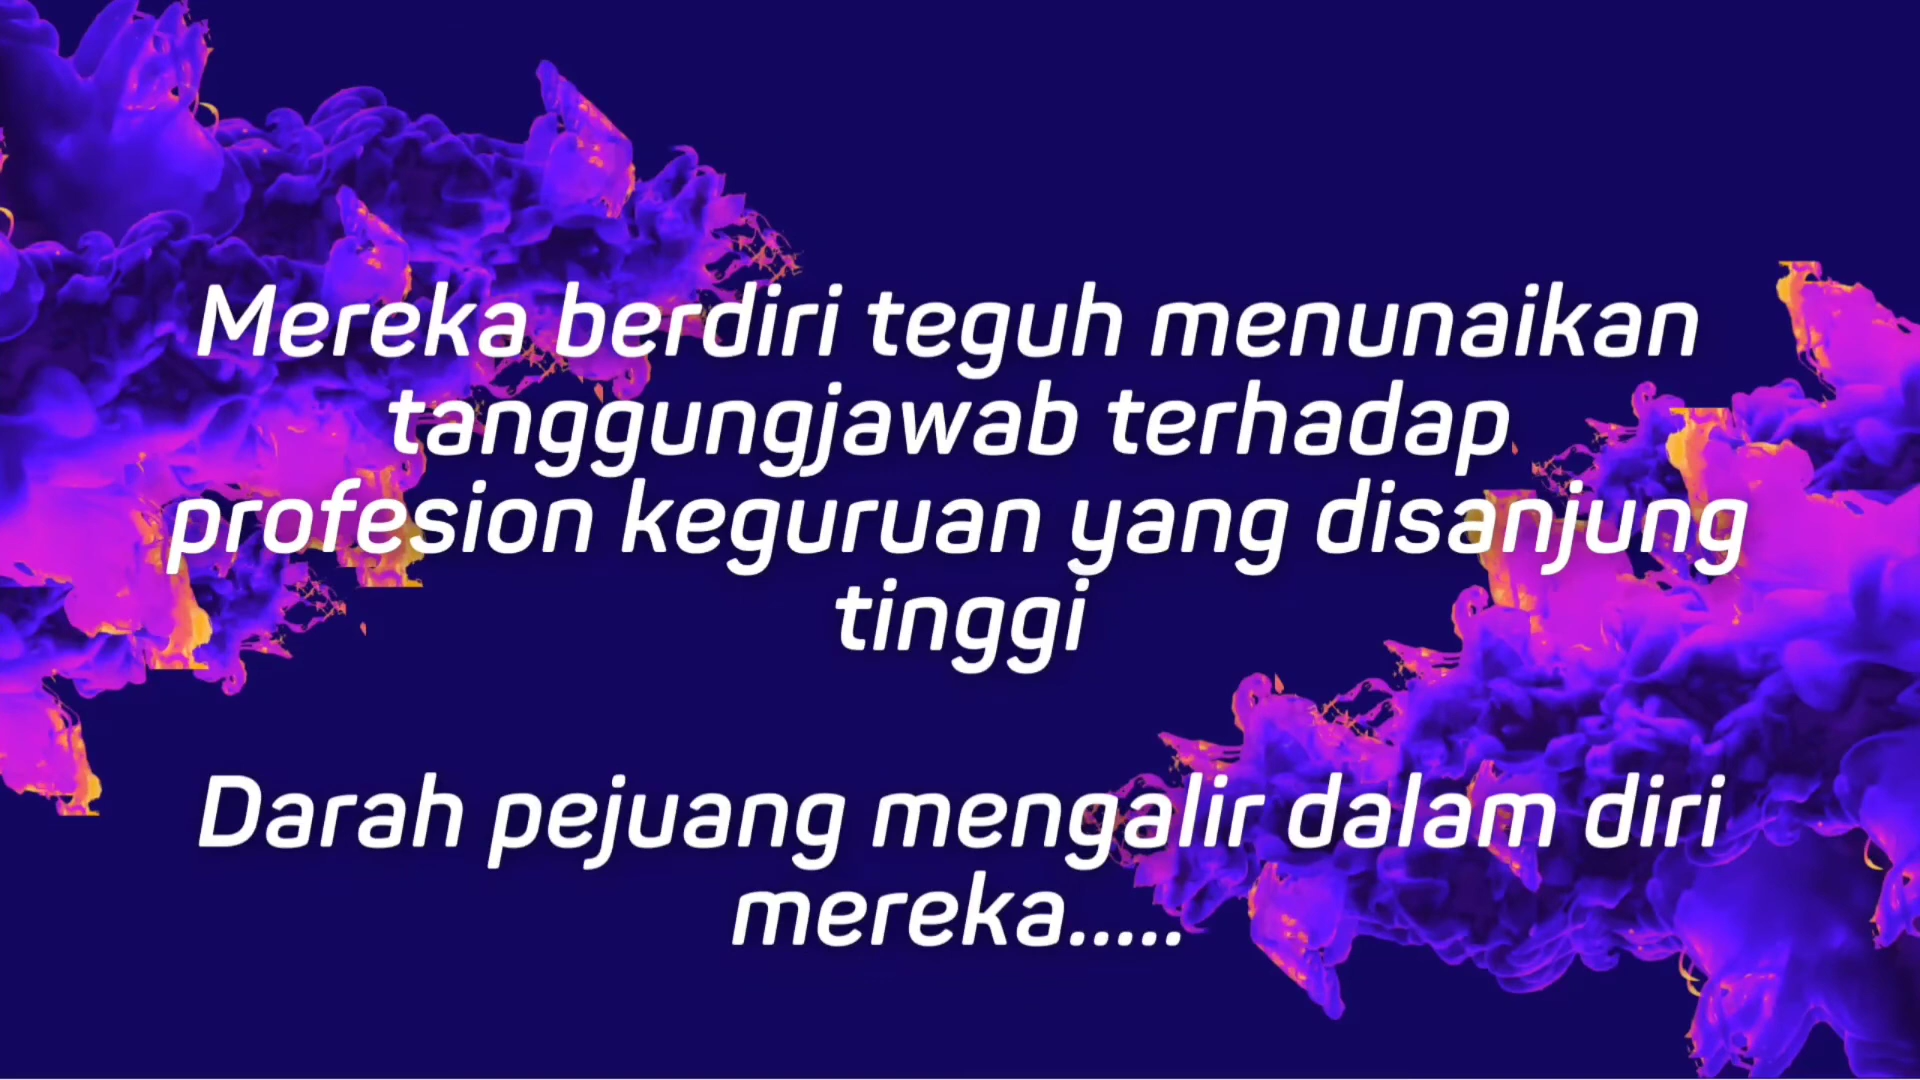 Mereka berdiri teguh menunaikan
tanggungjawab terhadap
profesion keguruan yang disanjung
tinggi
Darah pejuang mengalir dalam diri
mereka.....